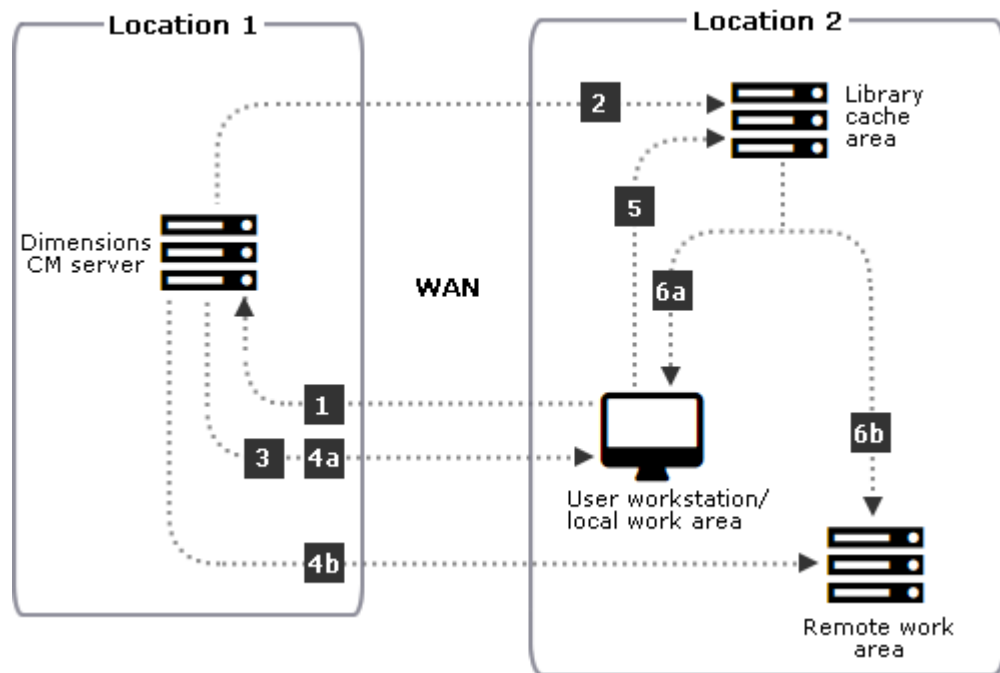 Location 1
Location 2
2
Library
cache
area
5
Dimensions
CM server
WAN
6a
1
6b
3
4a
User workstation/
local work area
4b
Remote work
area